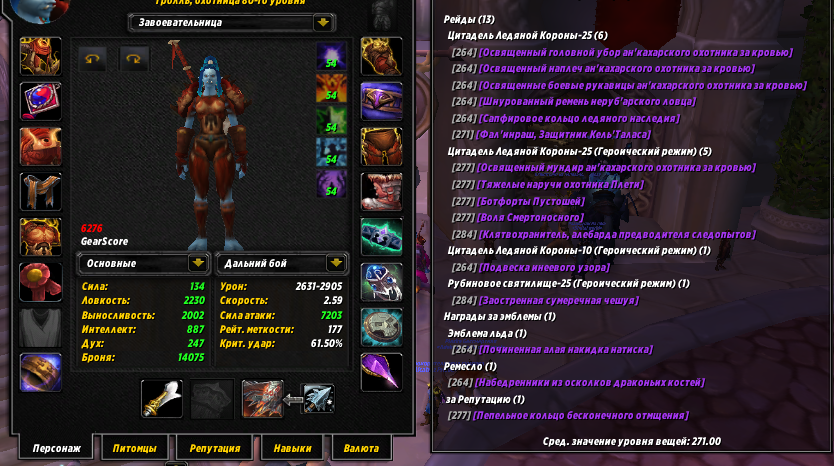 Тролль, охотница 80-го уровня
Завоевательница
54
54
54
54
54
6276
GearScore
Основные
Сила: 134
Ловкость: 2230
Выносливость: 2002
Интеллект: 887
Дух: 247
Броня: 14075
Дальний бой
Урон: 2631-2905
Скорость: 2.59
Сила атаки: 7203
Рейт. меткости: 177
Крит. удар: 61.50%
Персонаж
Питомцы
Репутация
Навыки
Валюта
Рейды (13)
Цитадель Ледяной Короны-25 (6)
[264] [Освященный головной убор ан'кахарского охотника за кровью]
[264] [Освященный наплеч ан'кахарского охотника за кровью]
[264] [Освященные боевые рукавицы ан'кахарского охотника за кровью]
[264] [Шнурованный ремень неруб'арского ловца]
[264] [Сапфировое кольцо ледяного наследия]
[271] [Фал'инраш, Защитник Кель'Таласа]
Цитадель Ледяной Короны-25 (Героический режим) (5)
[277] [Освященный мундир ан'кахарского охотника за кровью]
[277] [Тяжелые наручи охотника Плети]
[277] [Ботфорты Пустошей]
[277] [Воля Смертоносного]
[284] [Клятвохранитель, алебарда предводителя следопытов]
Цитадель Ледяной Короны-10 (Героический режим) (1)
[264] [Подвеска инеевого узора]
Рубиновое святилище-25 (Героический режим) (1)
[284] [Заостренная сумеречная чешуя]
Награды за эмблемы (1)
Эмблема льда (1)
[264] [Починенная алая накидка натиска]
Ремесло (1)
[264] [Набедренники из осколков драконьих костей]
за Репутацию (1)
[277] [Пепельное кольцо бесконечного отмщения]
Сред. значение уровня вещей: 271.00